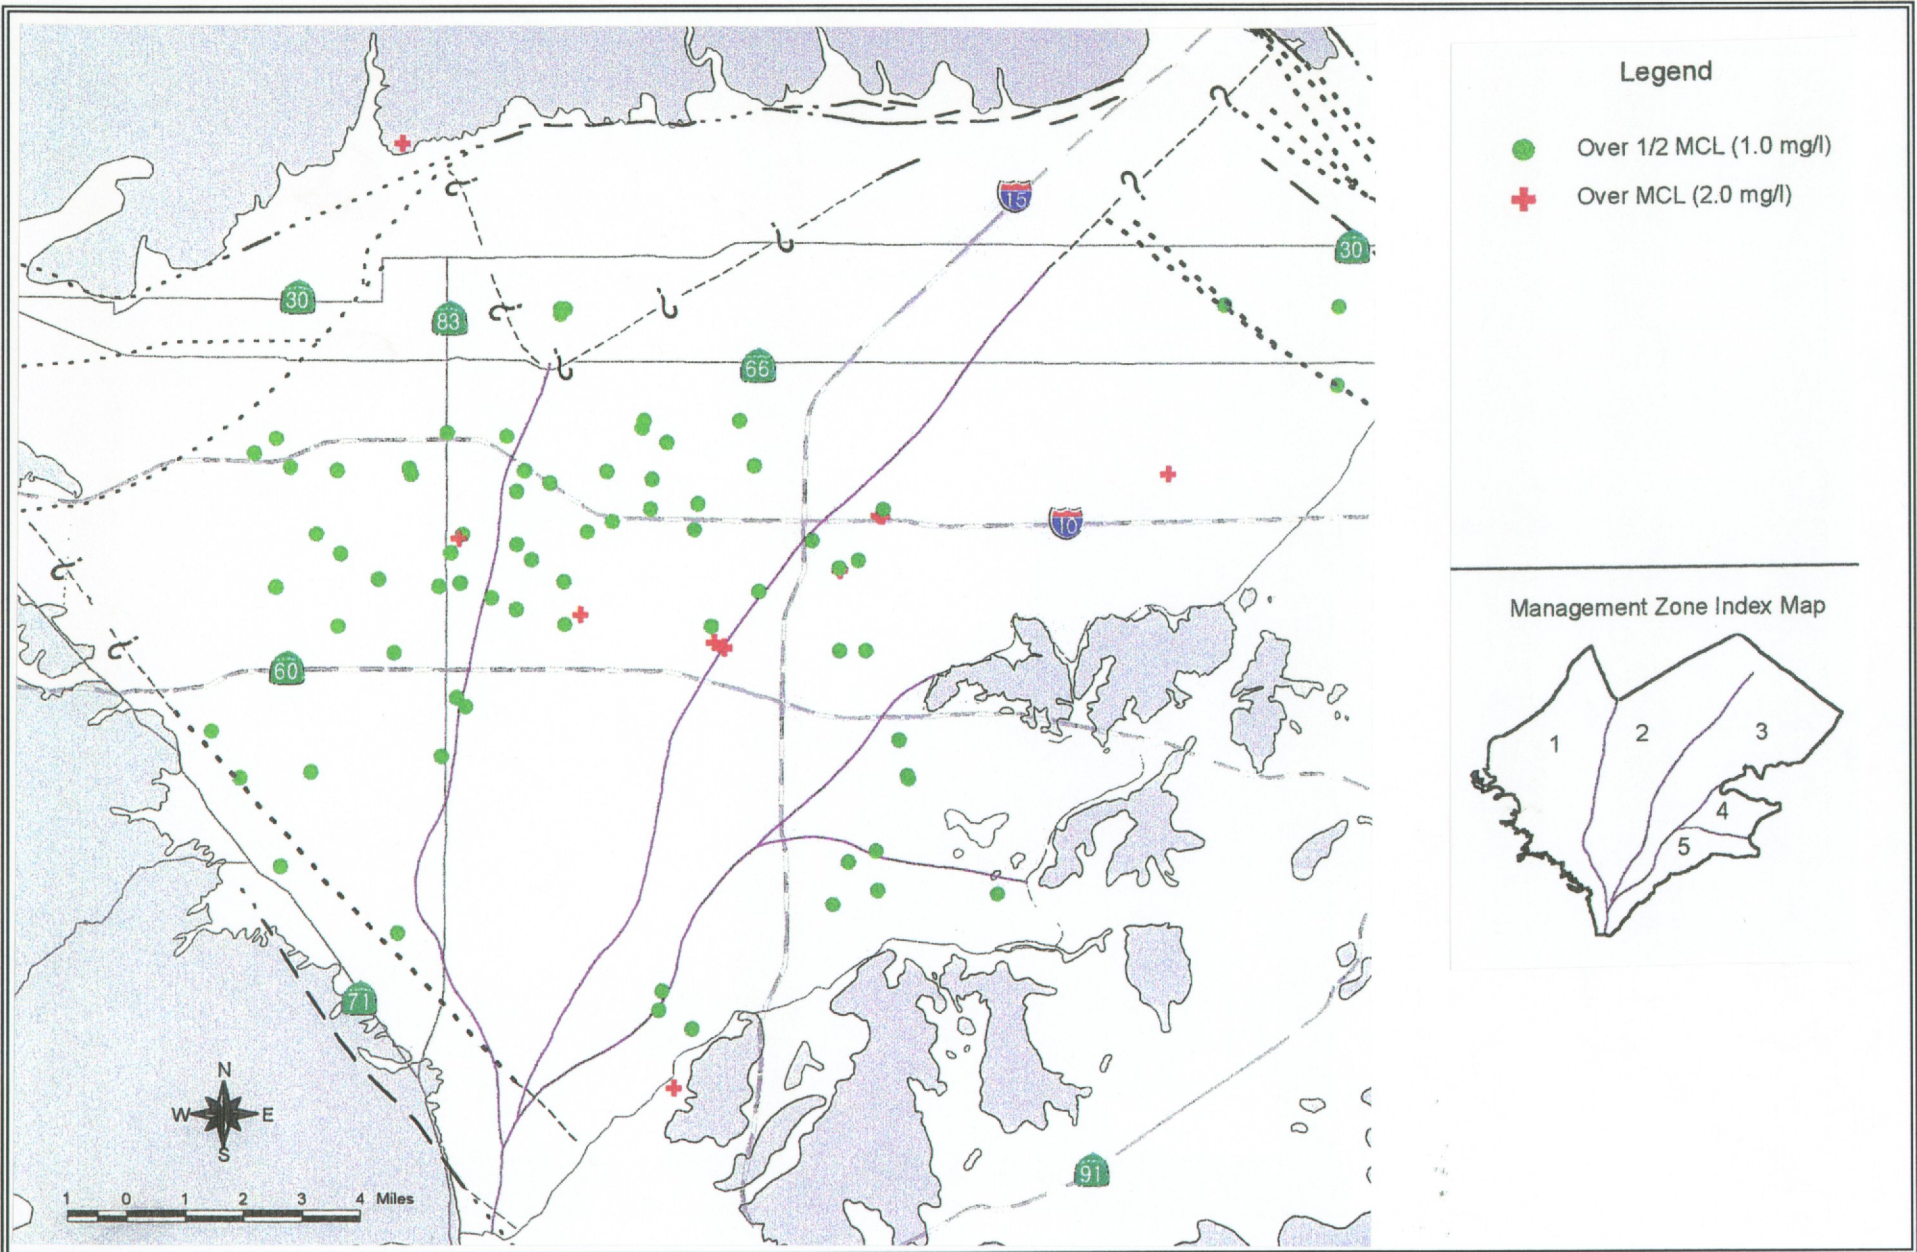 Legend
Over 1/2 MCL (1.0 mg/l)
Over MCL (2.0 mg/l)
15
30
30
83
66
10
60
71
91
?
?
?
?
?
?
?
?
?
N
W E
S
1 0 1 2 3 4 Miles
Management Zone Index Map
1
2
3
4
5